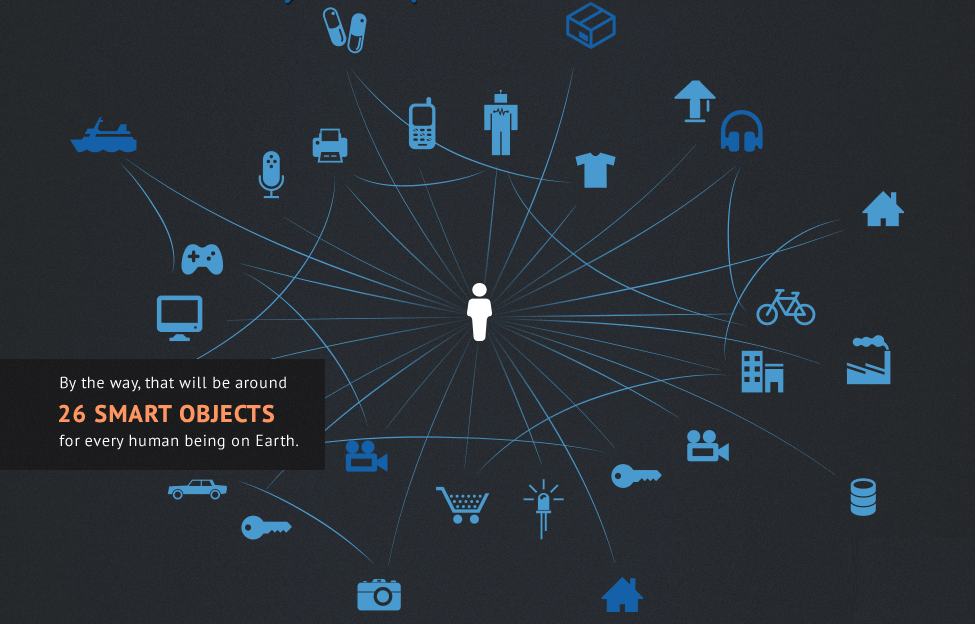 By the way, that will be around
26 SMART OBJECTS
for every human being on Earth.